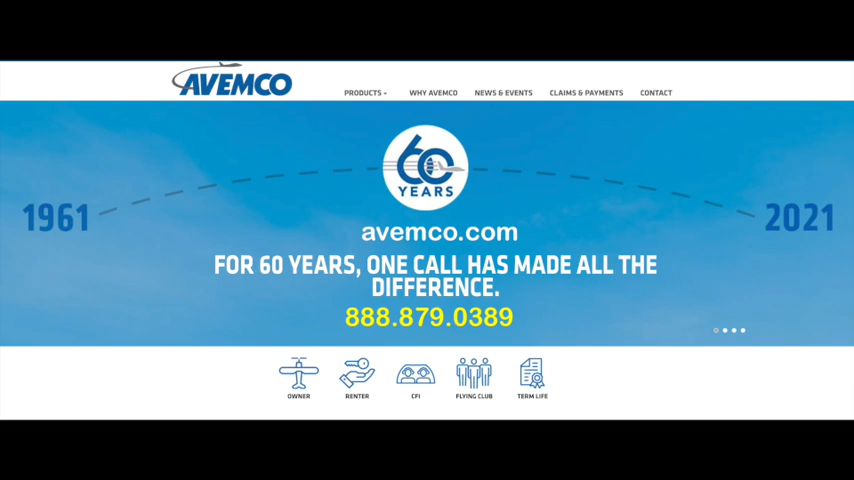 AVEMCO
PRODUCTS WHY AVEMCO NEWS & EVENTS CLAIMS & PAYMENTS CONTACT
60
YEARS
1961 2021
avemco.com
FOR 60 YEARS, ONE CALL HAS MADE ALL THE
DIFFERENCE.
888.879.0389
OWNER RENTER CFI FLYING CLUB TERM LIFE